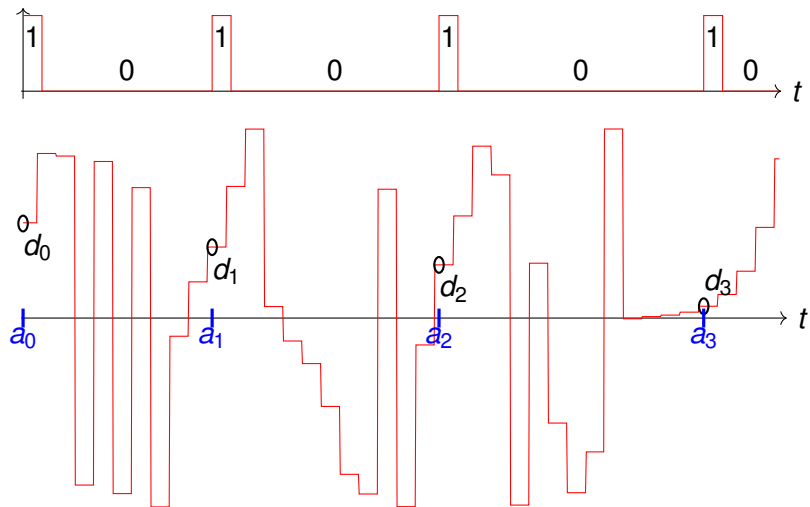 1 1 1 1
0 0 0 0
t
d₀ d₁ d₂ d₃
t
a₀ a₁ a₂ a₃